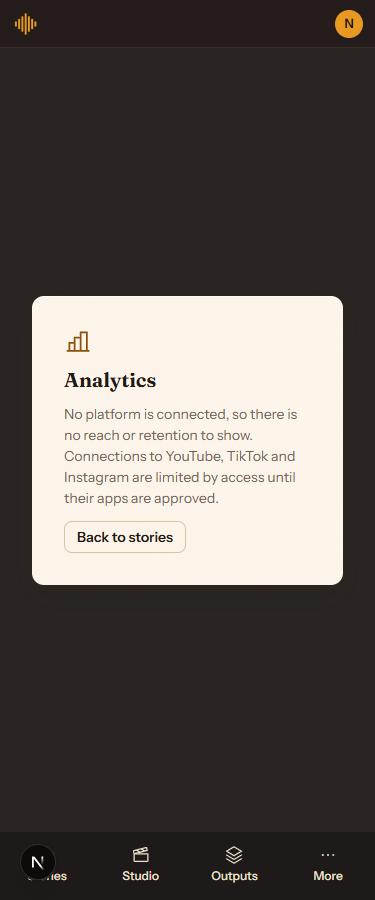 N
Analytics
No platform is connected, so there is
no reach or retention to show.
Connections to YouTube, TikTok and
Instagram are limited by access until
their apps are approved.
Back to stories
N
Studio
Outputs
More